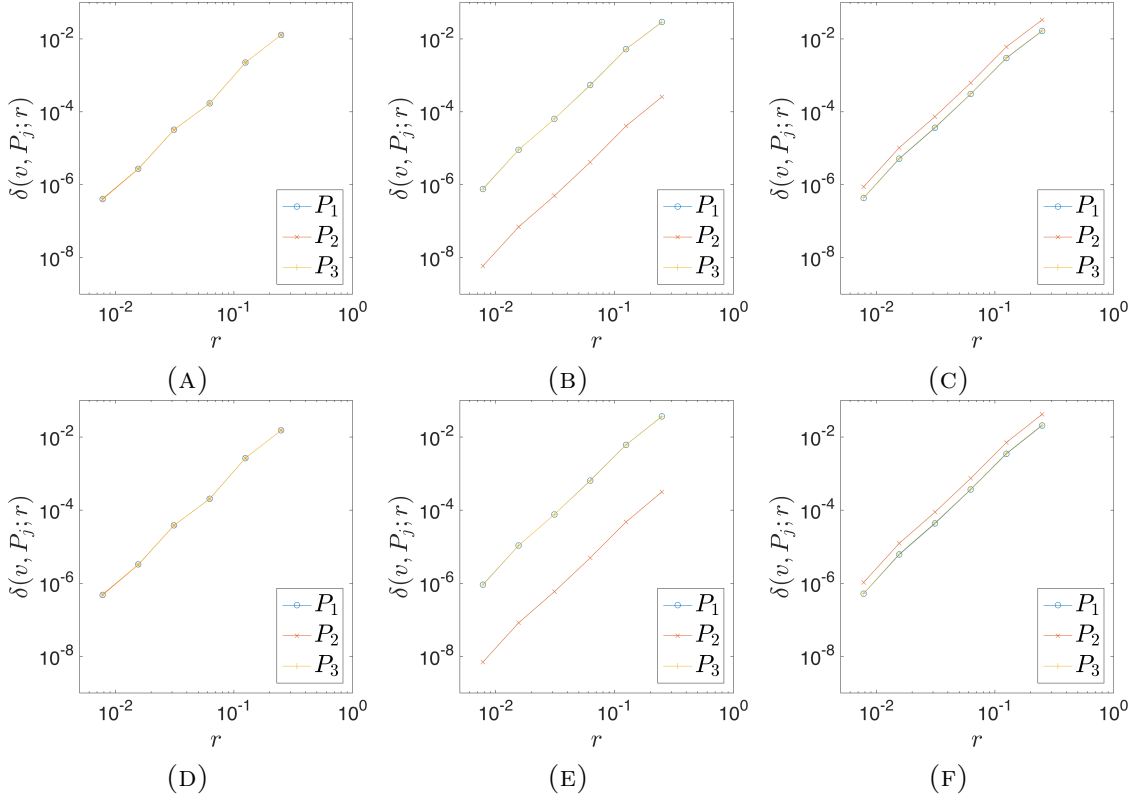 10^{-2}
10^{-4}
10^{-6}
10^{-8}
δ(v, P_j; r)
P_1
P_2
P_3
10^{-2} 10^{-1} 10^0
r
(A)
10^{-2}
10^{-4}
10^{-6}
10^{-8}
δ(v, P_j; r)
P_1
P_2
P_3
10^{-2} 10^{-1} 10^0
r
(B)
10^{-2}
10^{-4}
10^{-6}
10^{-8}
δ(v, P_j; r)
P_1
P_2
P_3
10^{-2} 10^{-1} 10^0
r
(C)
10^{-2}
10^{-4}
10^{-6}
10^{-8}
δ(v, P_j; r)
P_1
P_2
P_3
10^{-2} 10^{-1} 10^0
r
(D)
10^{-2}
10^{-4}
10^{-6}
10^{-8}
δ(v, P_j; r)
P_1
P_2
P_3
10^{-2} 10^{-1} 10^0
r
(E)
10^{-2}
10^{-4}
10^{-6}
10^{-8}
δ(v, P_j; r)
P_1
P_2
P_3
10^{-2} 10^{-1} 10^0
r
(F)